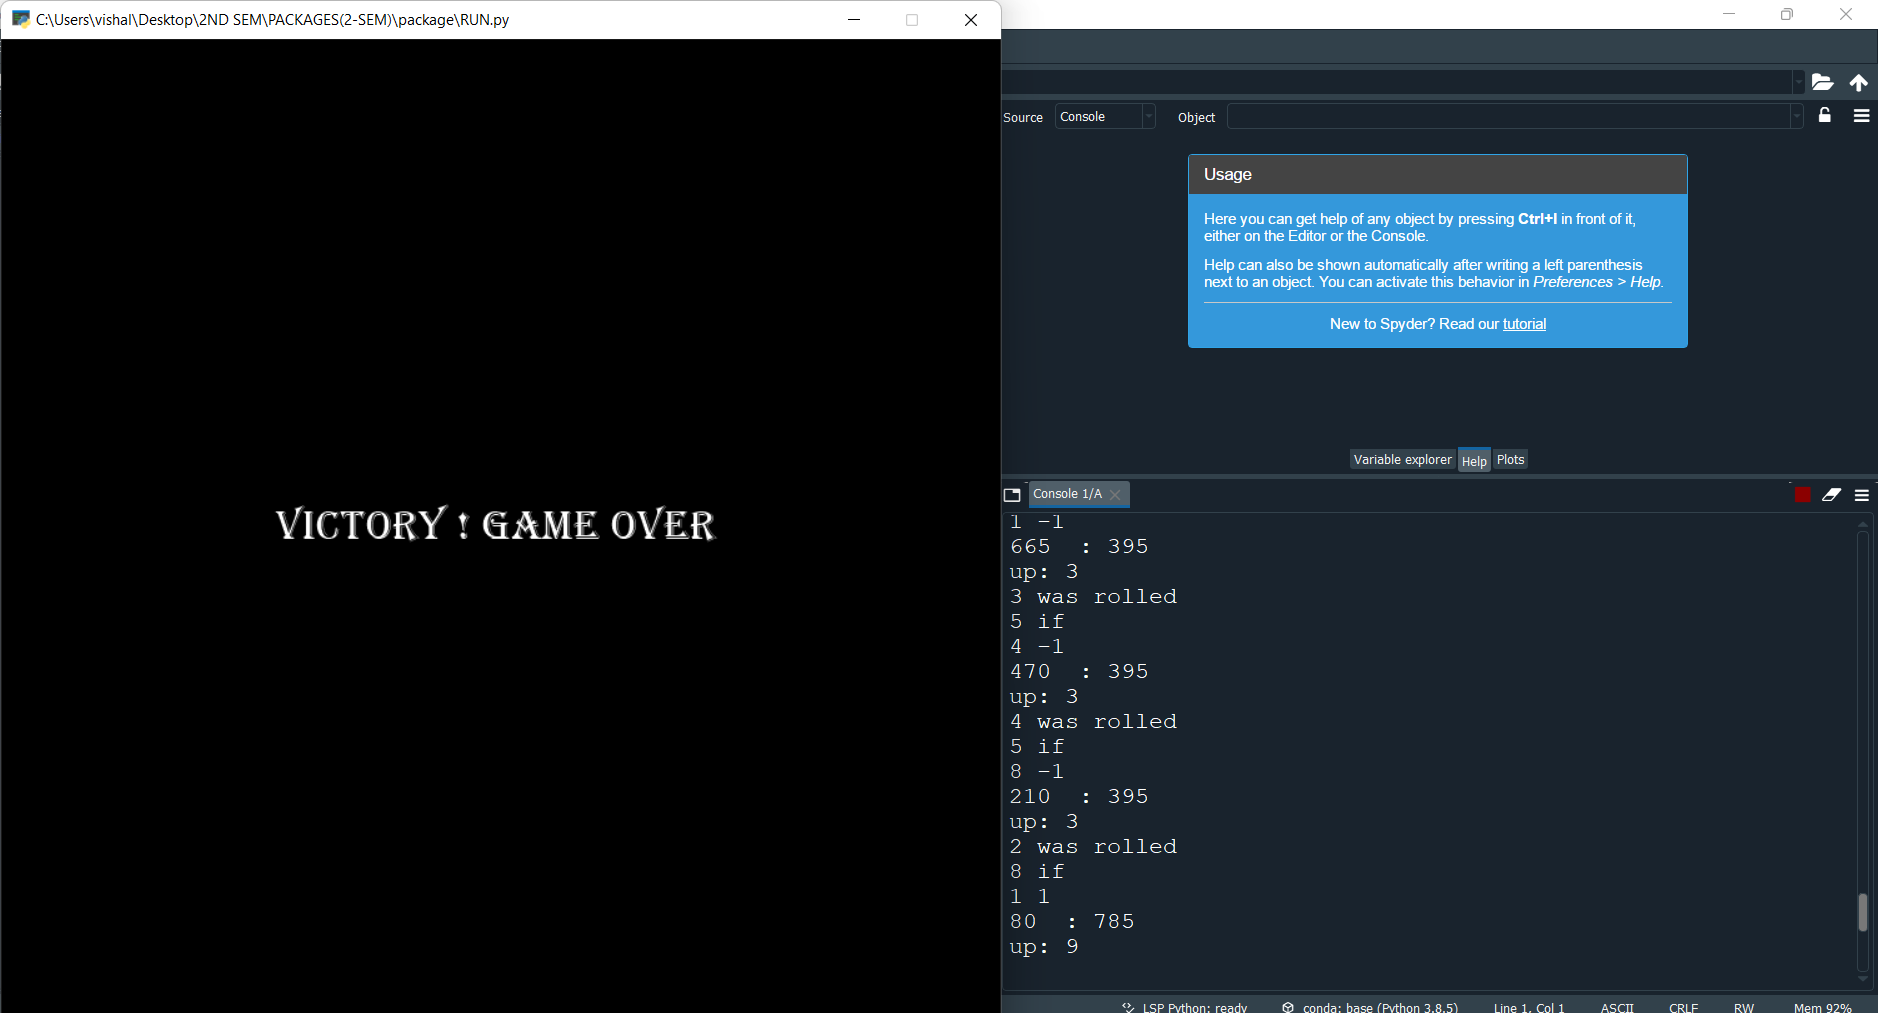 C:\Users\vishal\Desktop\2ND SEM\PACKAGES(2-SEM)\package\RUN.py
VICTORY ! GAME OVER
Source Console Object
Usage
Here you can get help of any object by pressing Ctrl+I in front of it,
either on the Editor or the Console.
Help can also be shown automatically after writing a left parenthesis
next to an object. You can activate this behavior in Preferences > Help.
New to Spyder? Read our tutorial
Variable explorer Help Plots
Console 1/A
1 -1
665 : 395
up: 3
3 was rolled
5 if
4 -1
470 : 395
up: 3
4 was rolled
5 if
8 -1
210 : 395
up: 3
2 was rolled
8 if
1 1
80 : 785
up: 9
LSP Python: ready conda: base (Python 3.8.5) Line 1, Col 1 ASCII CRLF RW Mem 92%